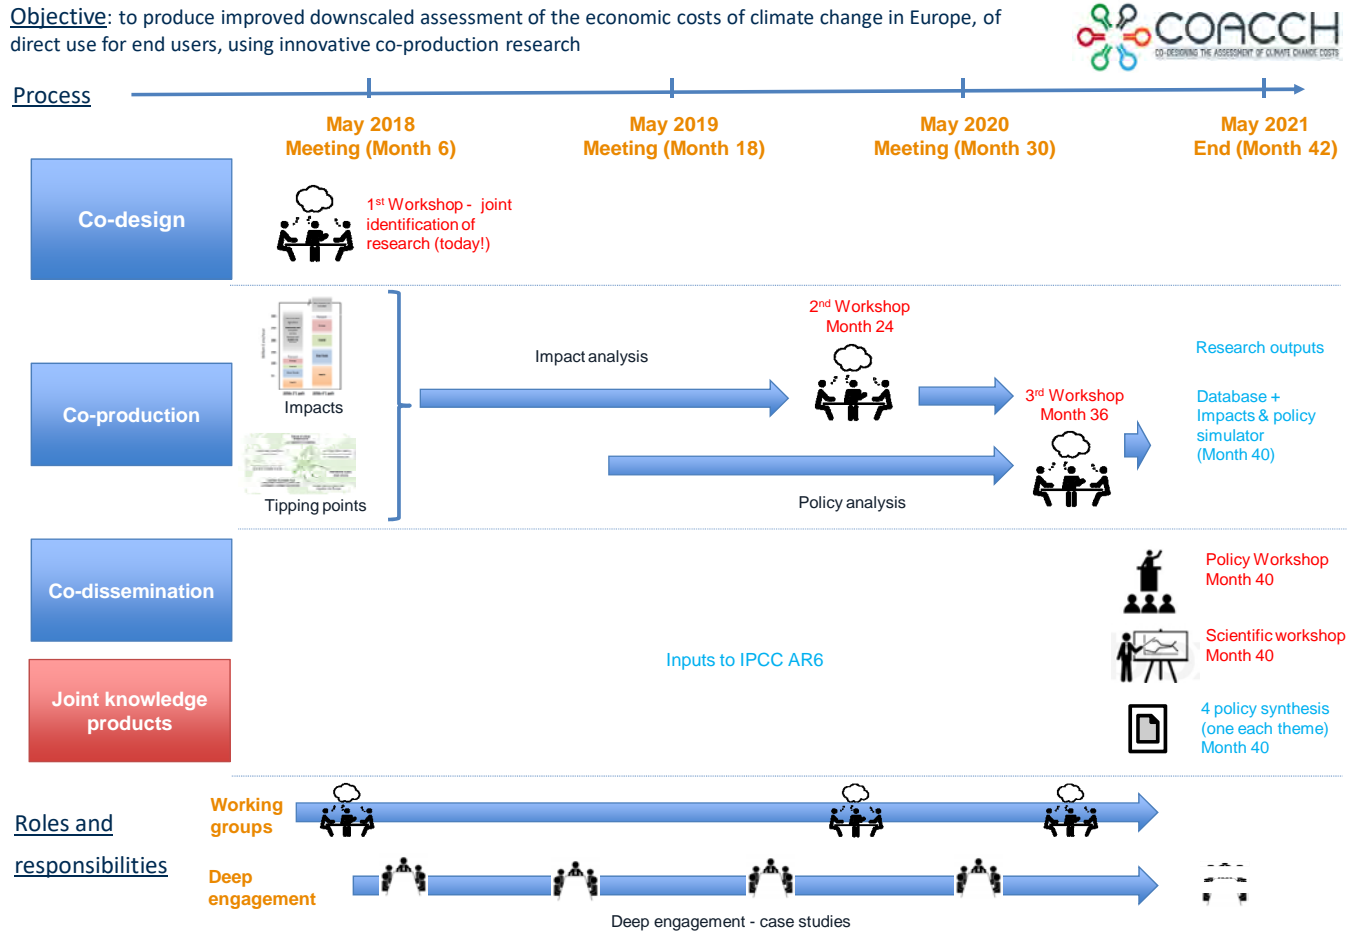 Objective: to produce improved downscaled assessment of the economic costs of climate change in Europe, of
direct use for end users, using innovative co-production research
COACCH
CO-DESIGNING THE ASSESSMENT OF CLIMATE CHANGE COSTS
Process
May 2018
Meeting (Month 6)
May 2019
Meeting (Month 18)
May 2020
Meeting (Month 30)
May 2021
End (Month 42)
Co-design
1st Workshop - joint
identification of
research (today!)
Co-production
Impacts
Tipping points
Impact analysis
2nd Workshop
Month 24
Policy analysis
3rd Workshop
Month 36
Research outputs
Database +
Impacts & policy
simulator
(Month 40)
Co-dissemination
Joint knowledge
products
Inputs to IPCC AR6
Policy Workshop
Month 40
Scientific workshop
Month 40
4 policy synthesis
(one each theme)
Month 40
Roles and
responsibilities
Working
groups
Deep
engagement
Deep engagement - case studies